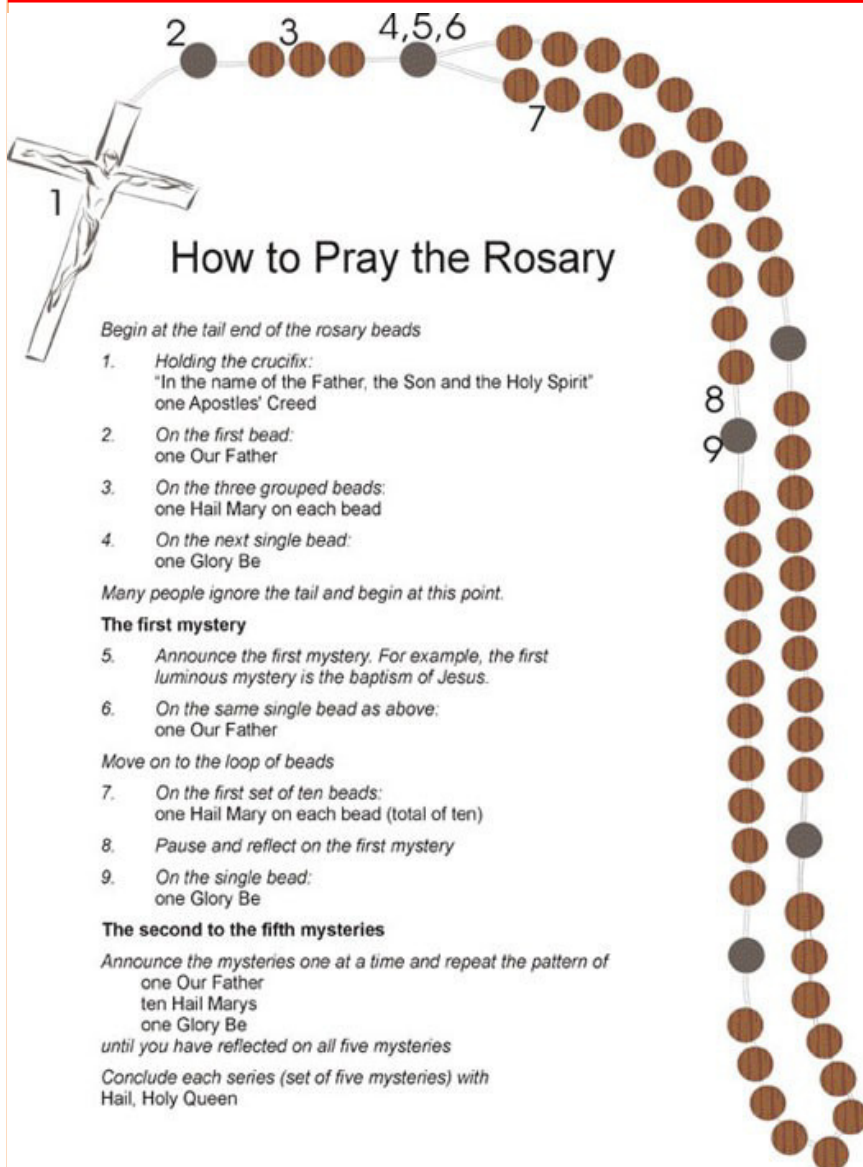 2
3
4,5,6
7
1
8
9
How to Pray the Rosary
Begin at the tail end of the rosary beads
1. Holding the crucifix:
"In the name of the Father, the Son and the Holy Spirit"
one Apostles' Creed
2. On the first bead:
one Our Father
3. On the three grouped beads:
one Hail Mary on each bead
4. On the next single bead:
one Glory Be
Many people ignore the tail and begin at this point.
The first mystery
5. Announce the first mystery. For example, the first
luminous mystery is the baptism of Jesus.
6. On the same single bead as above:
one Our Father
Move on to the loop of beads
7. On the first set of ten beads:
one Hail Mary on each bead (total of ten)
8. Pause and reflect on the first mystery
9. On the single bead:
one Glory Be
The second to the fifth mysteries
Announce the mysteries one at a time and repeat the pattern of
one Our Father
ten Hail Marys
one Glory Be
until you have reflected on all five mysteries
Conclude each series (set of five mysteries) with
Hail, Holy Queen